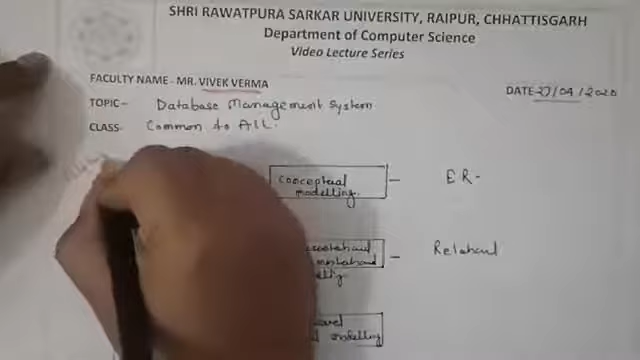 SHRI RAWATPURA SARKAR UNIVERSITY, RAIPUR, CHHATTISGARH
Department of Computer Science
Video Lecture Series
FACULTY NAME - MR. VIVEK VERMA
DATE 27/04/2020
TOPIC- Database Management System
CLASS- Common to All.
Conceptual modelling. - ER-
- Relational
modelling